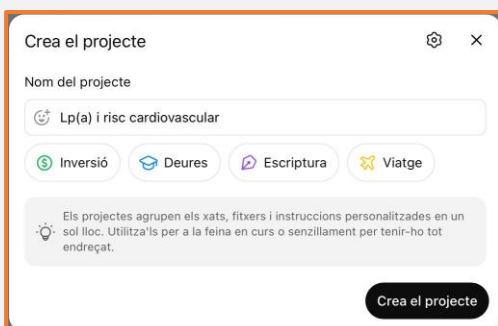 Crea el projecte
Nom del projecte
Lp(a) i risc cardiovascular
Inversió Deures Escriptura Viatge
Els projectes agrupen els xats, fitxers i instruccions personalitzades en un
sol lloc. Utilitza'ls per a la feina en curs o senzillament per tenir-ho tot
endreçat.
Crea el projecte